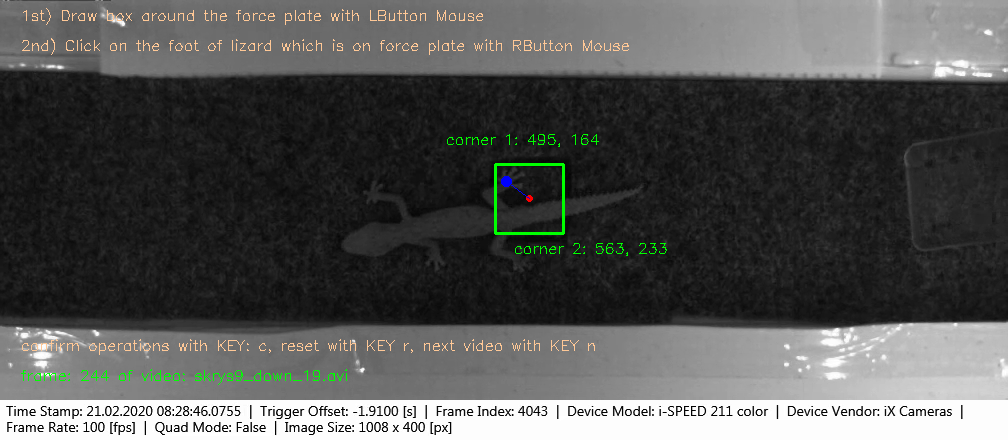 1st) Draw box around the force plate with LButton Mouse
2nd) Click on the foot of lizard which is on force plate with RButton Mouse
corner 1: 495, 164
corner 2: 563, 233
confirm operations with KEY: c, reset with KEY r, next video with KEY n
frame: 244 of video: skrys9_down_19.avi
Time Stamp: 21.02.2020 08:28:46.0755 | Trigger Offset: -1.9100 [s] | Frame Index: 4043 | Device Model: i-SPEED 211 color | Device Vendor: iX Cameras |
Frame Rate: 100 [fps] | Quad Mode: False | Image Size: 1008 x 400 [px]